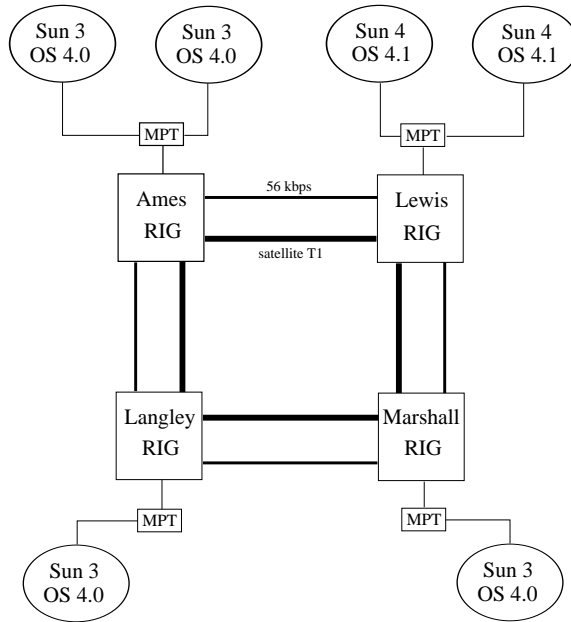 Sun 3
OS 4.0
Sun 3
OS 4.0
Sun 4
OS 4.1
Sun 4
OS 4.1
MPT
MPT
Ames
RIG
56 kbps
satellite T1
Lewis
RIG
Langley
RIG
Marshall
RIG
MPT
MPT
Sun 3
OS 4.0
Sun 3
OS 4.0